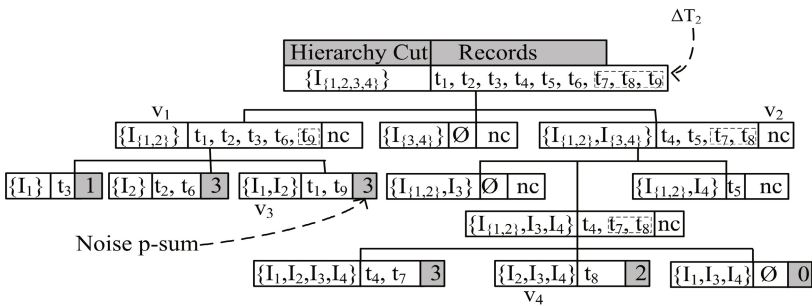 ΔT₂
Hierarchy Cut Records
{I{1,2,3,4}} t₁, t₂, t₃, t₄, t₅, t₆, t₇, t₈, t₉
v₁
v₂
{I{1,2}} t₁, t₂, t₃, t₆, t₉ nc
{I{3,4}} Ø nc
{I{1,2},I{3,4}} t₄, t₅, t₇, t₈ nc
{I₁} t₃ 1
{I₂} t₂, t₆ 3
{I₁,I₂} t₁, t₉ 3
{I{1,2},I₃} Ø nc
{I{1,2},I₄} t₅ nc
v₃
{I{1,2},I₃,I₄} t₄, t₇, t₈ nc
Noise p-sum
{I₁,I₂,I₃,I₄} t₄, t₇ 3
{I₂,I₃,I₄} t₈ 2
{I₁,I₃,I₄} Ø 0
v₄